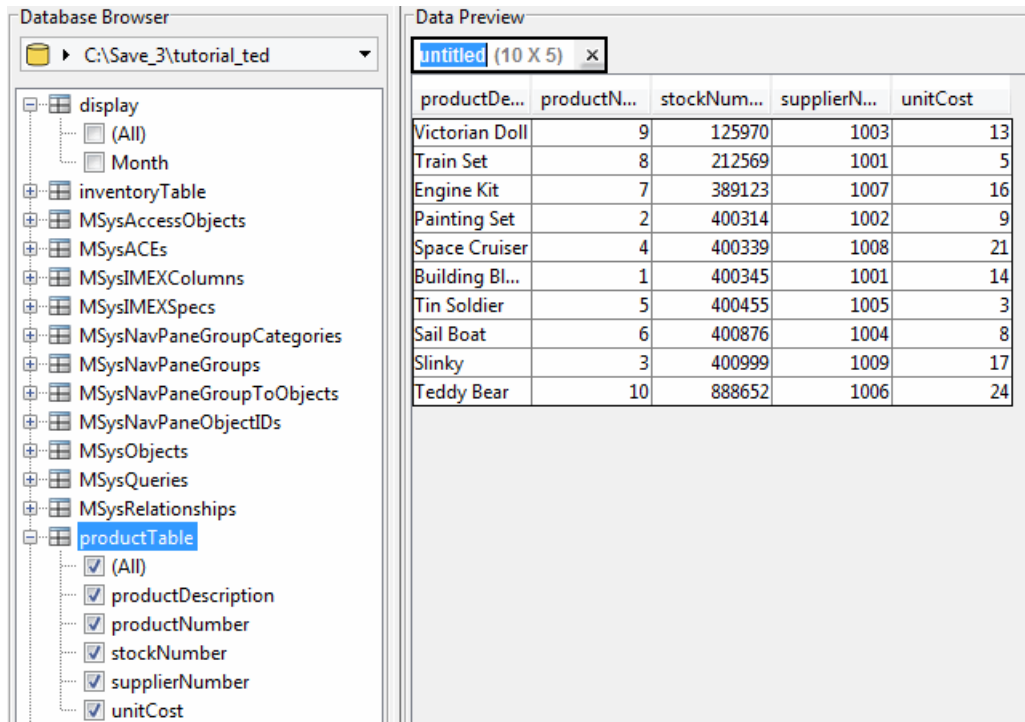 Database Browser
C:\Save_3\tutorial_ted
display
(All)
Month
inventoryTable
MSysAccessObjects
MSysACEs
MSysIMEXColumns
MSysIMEXSpecs
MSysNavPaneGroupCategories
MSysNavPaneGroups
MSysNavPaneGroupToObjects
MSysNavPaneObjectIDs
MSysObjects
MSysQueries
MSysRelationships
productTable
(All)
productDescription
productNumber
stockNumber
supplierNumber
unitCost
Data Preview
untitled (10 X 5) x
productDe... productN... stockNum... supplierN... unitCost
Victorian Doll 9 125970 1003 13
Train Set 8 212569 1001 5
Engine Kit 7 389123 1007 16
Painting Set 2 400314 1002 9
Space Cruiser 4 400339 1008 21
Building Bl... 1 400345 1001 14
Tin Soldier 5 400455 1005 3
Sail Boat 6 400876 1004 8
Slinky 3 400999 1009 17
Teddy Bear 10 888652 1006 24